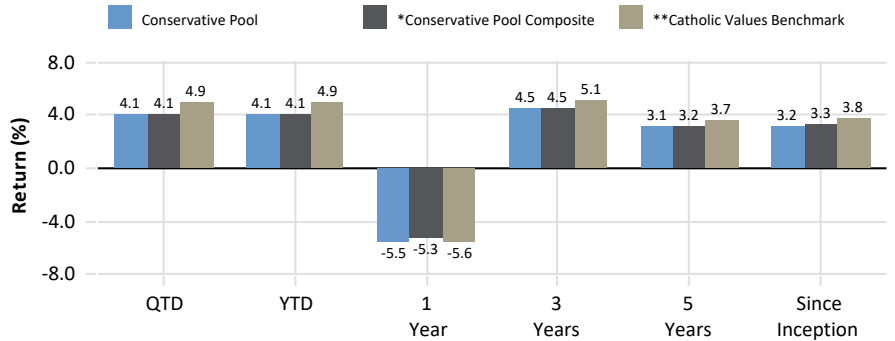 Conservative Pool
*Conservative Pool Composite
**Catholic Values Benchmark
Return (%)
8.0
4.0
0.0
-4.0
-8.0
4.1 4.1 4.9
4.1 4.1 4.9
-5.5 -5.3 -5.6
4.5 4.5 5.1
3.1 3.2 3.7
3.2 3.3 3.8
QTD
YTD
1
Year
3
Years
5
Years
Since
Inception